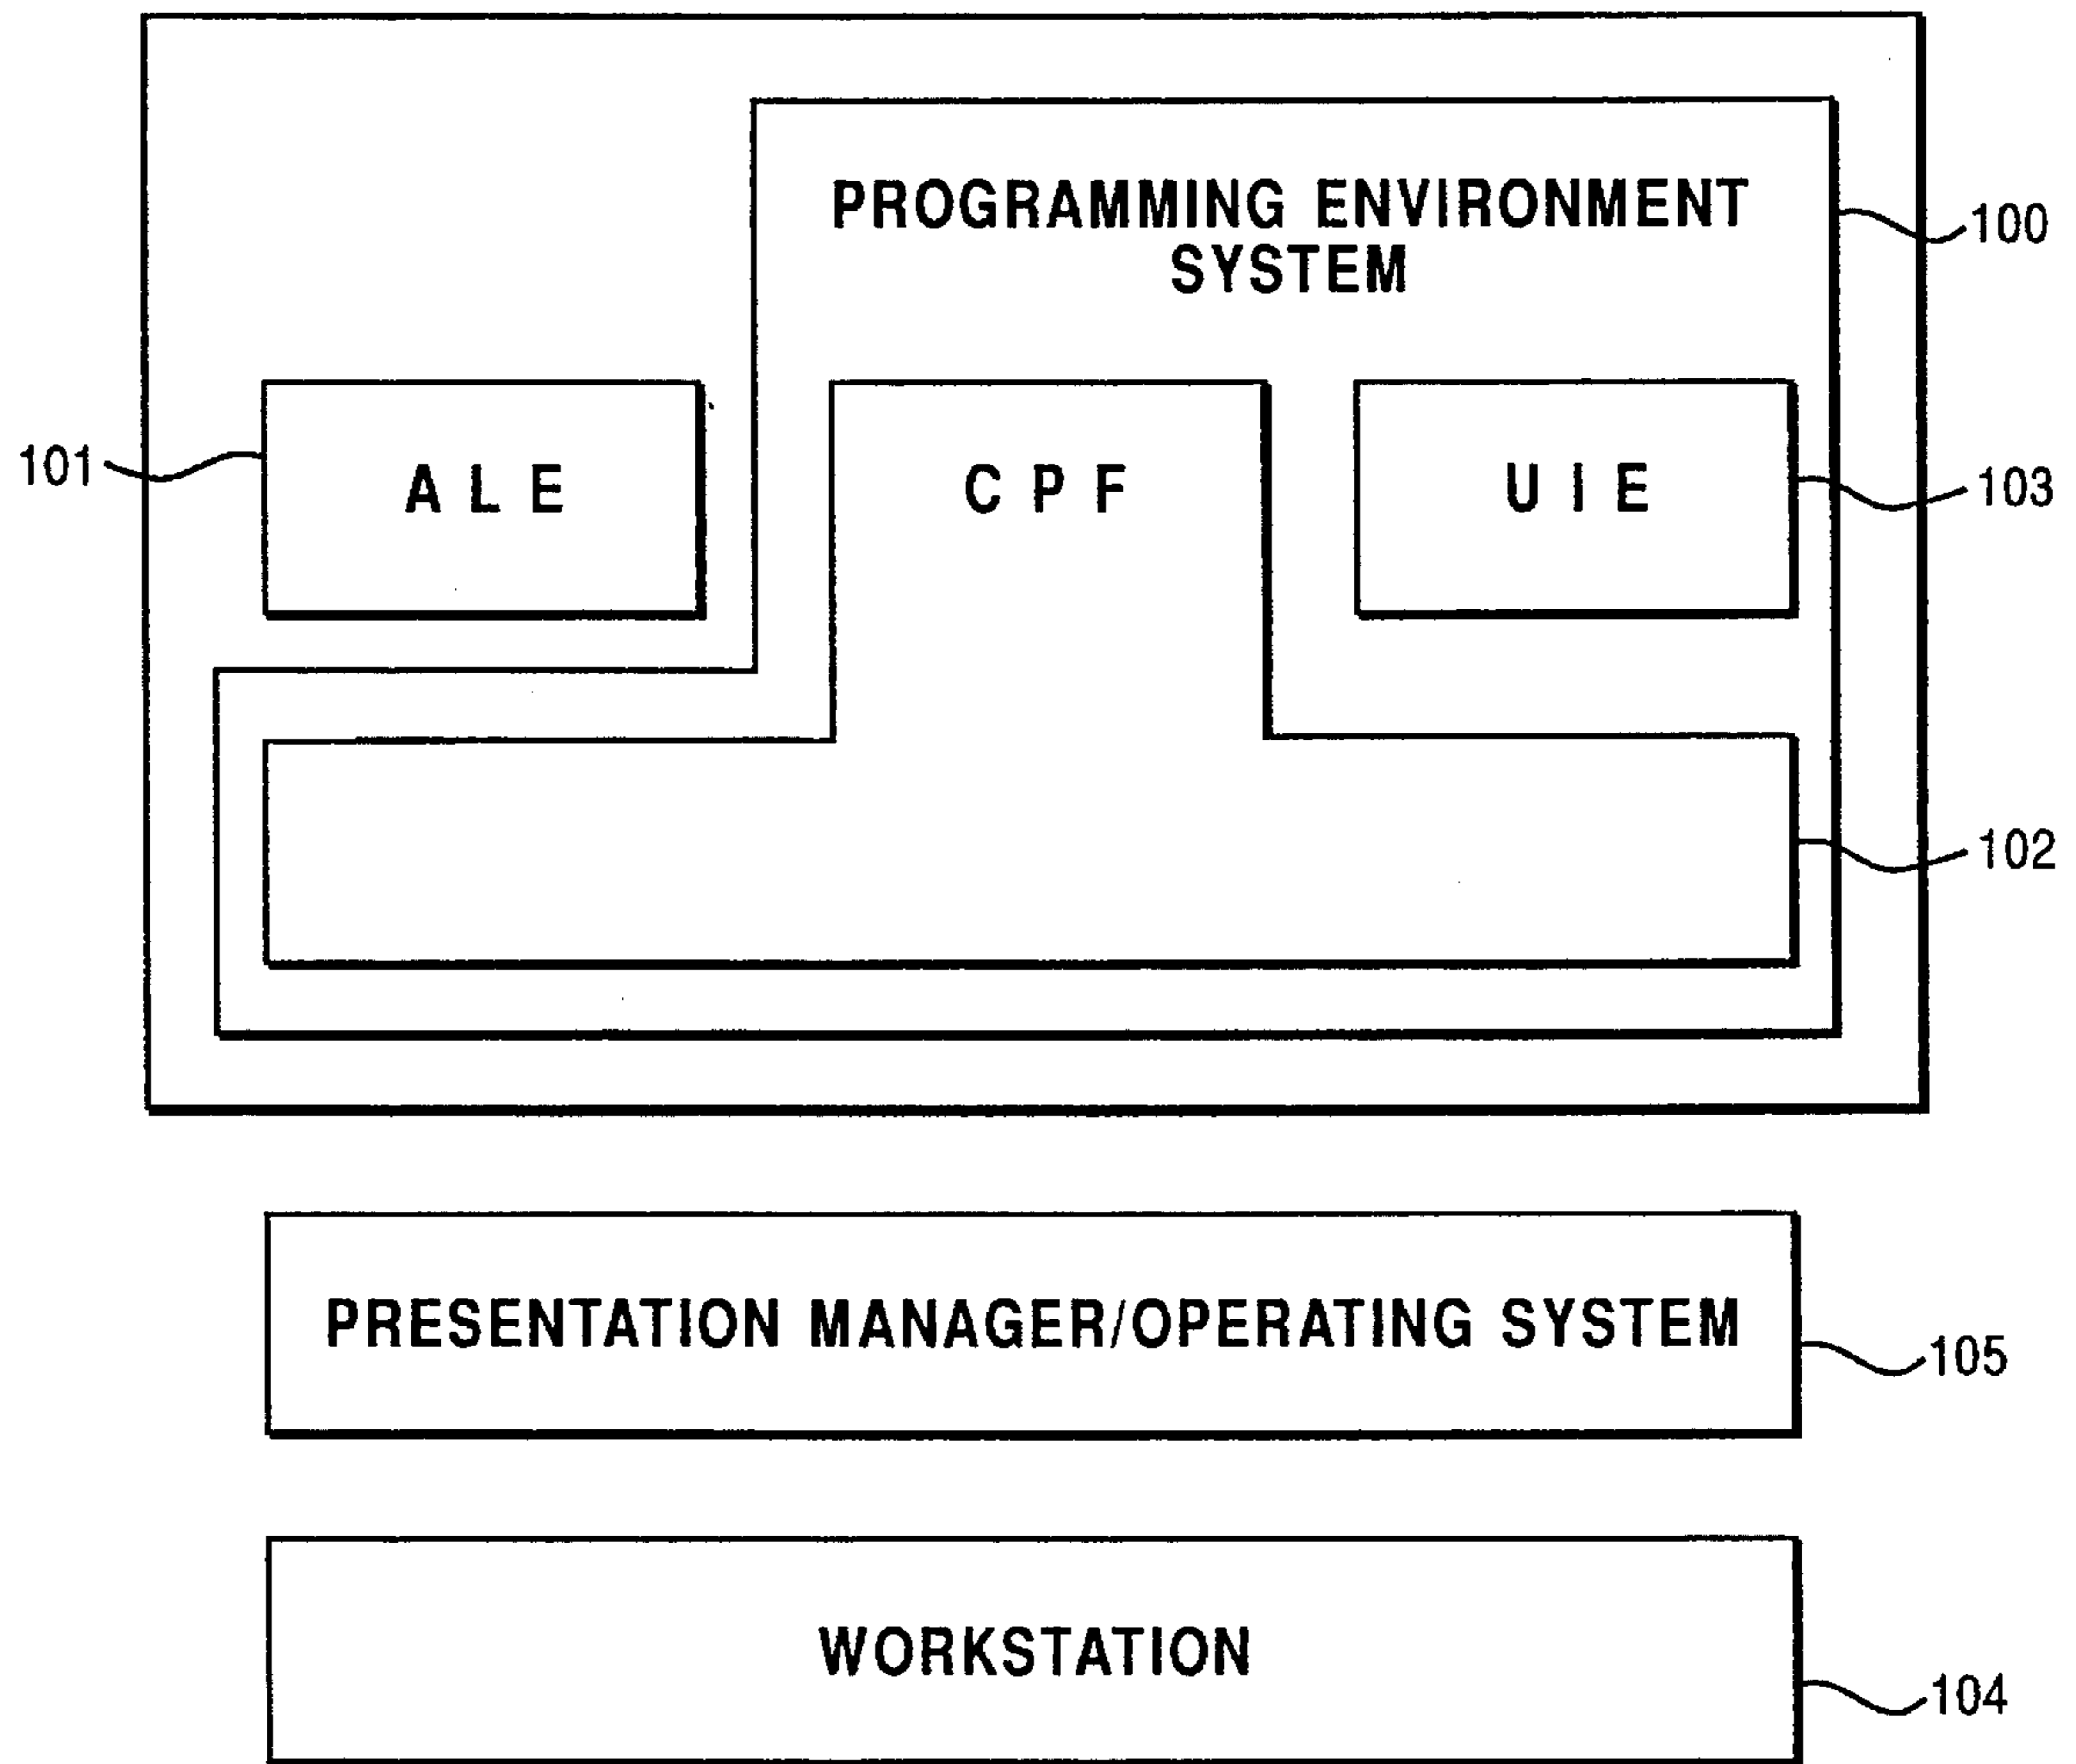 PROGRAMMING ENVIRONMENT
SYSTEM
100
101
A L E
C P F
U I E
103
102
PRESENTATION MANAGER/OPERATING SYSTEM
105
WORKSTATION
104